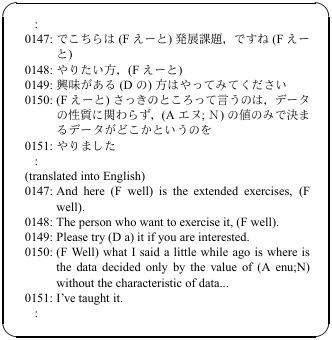 :
0147: でこちらは (F えーと) 発展課題，ですね (F えー
と)
0148: やりたい方，(F えーと)
0149: 興味がある (D の) 方はやってみてください
0150: (F えーと) さっきのところって言うのは，データ
の性質に関わらず，(A エヌ; N) の値のみで決ま
るデータがどこかというのを
0151: やりました
:
(translated into English)
0147: And here (F well) is the extended exercises, (F
well).
0148: The person who want to exercise it, (F well).
0149: Please try (D a) it if you are interested.
0150: (F Well) what I said a little while ago is where is
the data decided only by the value of (A enu;N)
without the characteristic of data...
0151: I've taught it.
: